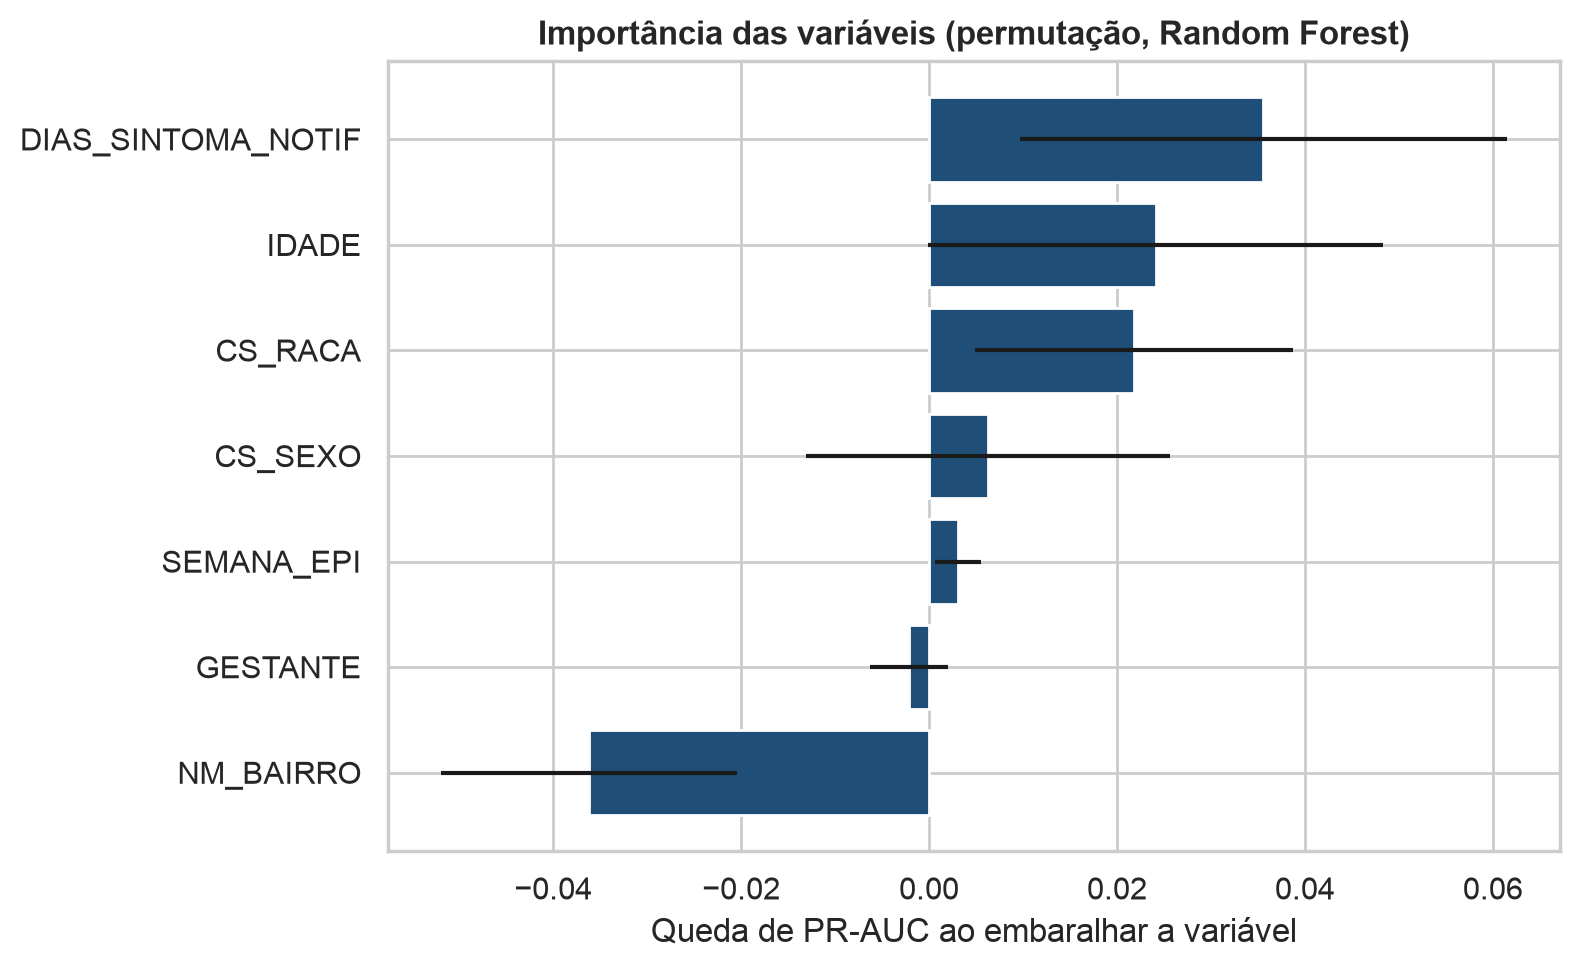 Importância das variáveis (permutação, Random Forest)
DIAS_SINTOMA_NOTIF
IDADE
CS_RACA
CS_SEXO
SEMANA_EPI
GESTANTE
NM_BAIRRO
−0.04 −0.02 0.00 0.02 0.04 0.06
Queda de PR-AUC ao embaralhar a variável